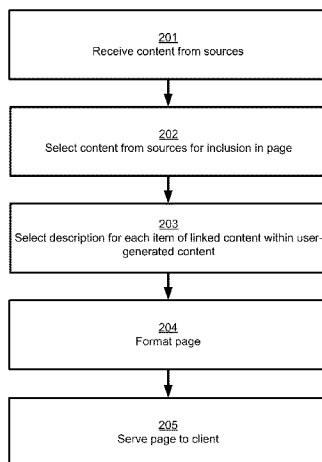 201
Receive content from sources
202
Select content from sources for inclusion in page
203
Select description for each item of linked content within user-
generated content
204
Format page
205
Serve page to client